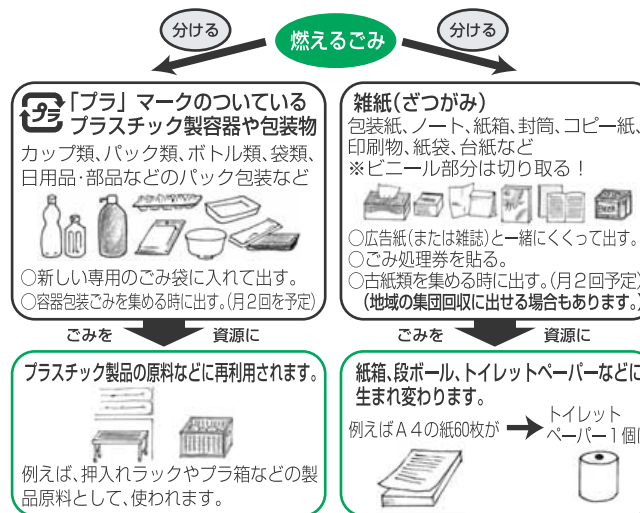 分ける
燃えるごみ
分ける
プラ
「プラ」マークのついている
プラスチック製容器や包装物
カップ類、パック類、ボトル類、袋類、
日用品・部品などのパック包装など
○新しい専用のごみ袋に入れて出す。
○容器包装ごみを集める時に出す。(月2回を予定)
雑紙(ざつがみ)
包装紙、ノート、紙箱、封筒、コピー紙、
印刷物、紙袋、台紙など
※ビニール部分は切り取る！
○広告紙(または雑誌)と一緒にくくって出す。
○ごみ処理券を貼る。
○古紙類を集める時に出す。(月2回予定)
(地域の集団回収に出せる場合もあります。)
ごみを 資源に
ごみを 資源に
プラスチック製品の原料などに再利用されます。
例えば、押入れラックやプラ箱などの製
品原料として、使われます。
紙箱、段ボール、トイレットペーパーなどに
生まれ変わります。
例えばA4の紙60枚が
トイレット
ペーパー1個に